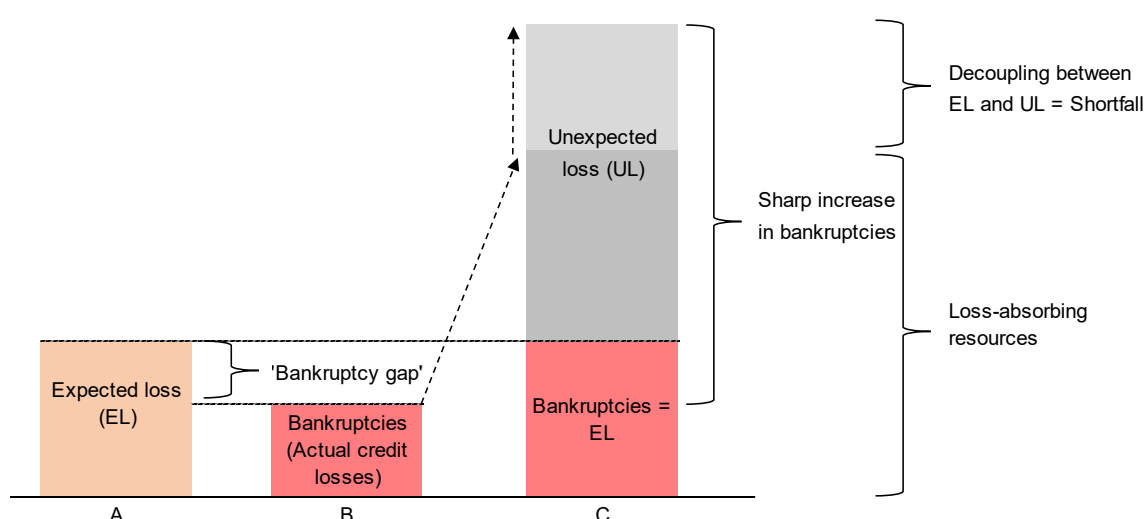 Decoupling between
EL and UL = Shortfall
Unexpected
loss (UL)
Sharp increase
in bankruptcies
Loss-absorbing
resources
'Bankruptcy gap'
Expected loss
(EL)
Bankruptcies =
EL
Bankruptcies
(Actual credit
losses)
A
B
C